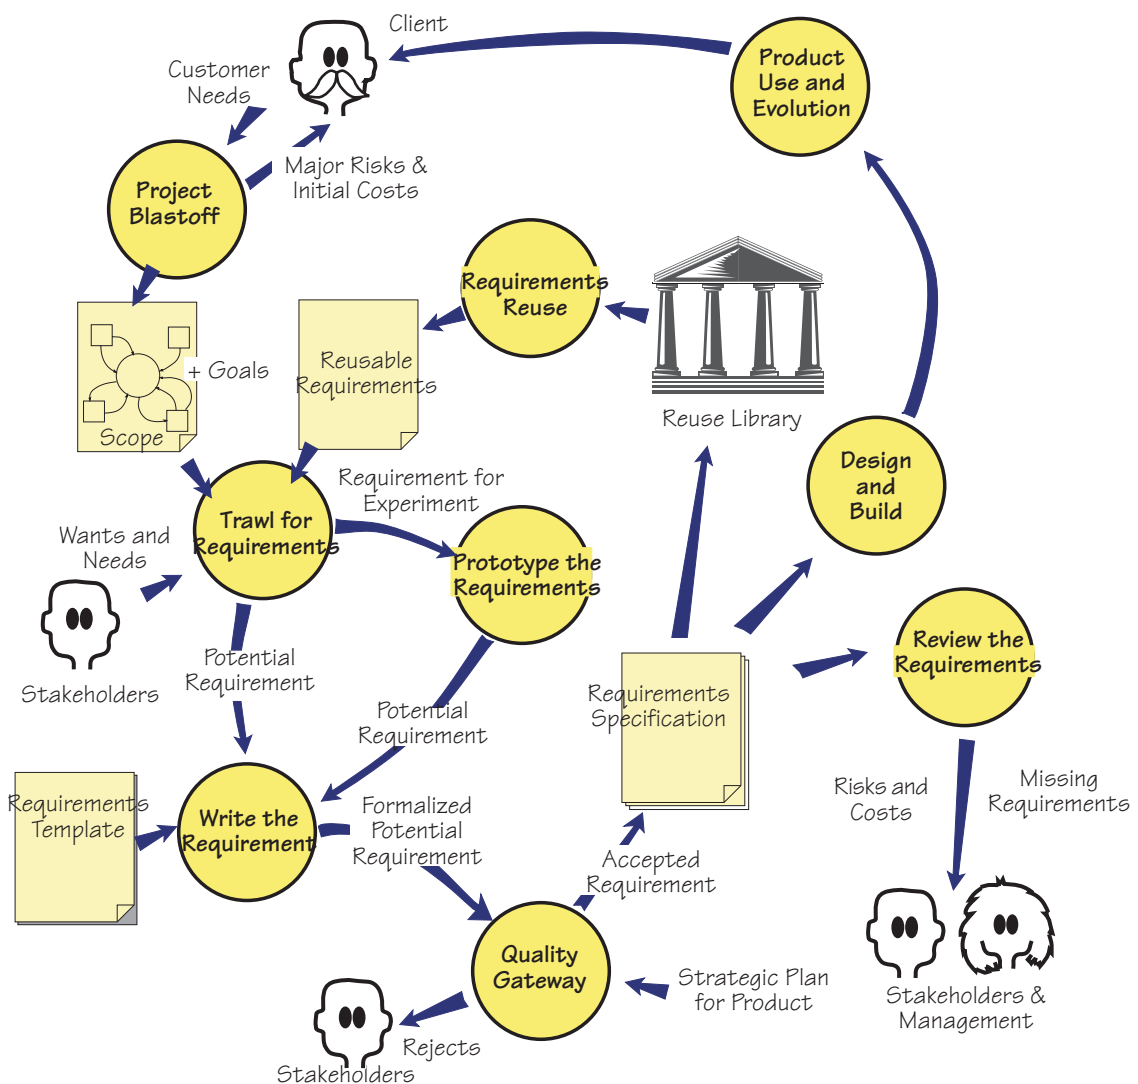 Client
Customer
Needs
Product
Use and
Evolution
Major Risks &
Initial Costs
Project
Blastoff
Requirements
Reuse
+ Goals
Scope
Reusable
Requirements
Reuse Library
Design
and
Build
Requirement for
Experiment
Trawl for
Requirements
Wants and
Needs
Stakeholders
Prototype the
Requirements
Potential
Requirement
Potential
Requirement
Requirements
Specification
Review the
Requirements
Requirements
Template
Write the
Requirement
Formalized
Potential
Requirement
Risks and
Costs
Missing
Requirements
Accepted
Requirement
Quality
Gateway
Strategic Plan
for Product
Stakeholders &
Management
Rejects
Stakeholders